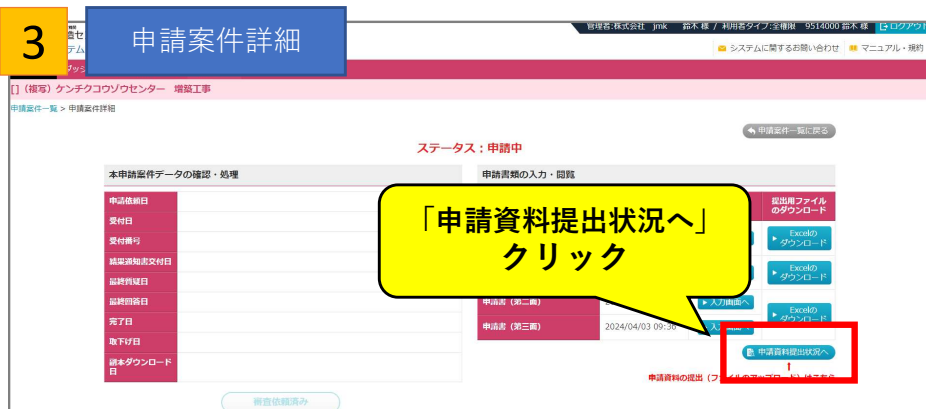 3
申請案件詳細
管理者:株式会社 jmk 鈴木 様 / 利用者タイプ:全権限 9514000 鈴木 様 ログアウト
システムに関するお問い合わせ マニュアル・規約
[]（複写）ケンチクコウゾウセンター 増築工事
申請案件一覧 > 申請案件詳細
申請案件一覧に戻る
ステータス：申請中
本申請案件データの確認・処理
申請書類の入力・閲覧
申請依頼日
受付日
受付番号
結果通知書交付日
最終質疑日
最終回答日
完了日
取下げ日
副本ダウンロード日
審査依頼済み
「申請資料提出状況へ」
クリック
提出用ファイル
のダウンロード
Excelの
ダウンロード
Excelの
ダウンロード
申請書（第二面）
入力画面へ
Excelの
ダウンロード
申請書（第三面） 2024/04/03 09:36
申請資料提出状況へ
↑
申請資料の提出（ファイルのアップロード）はこちら